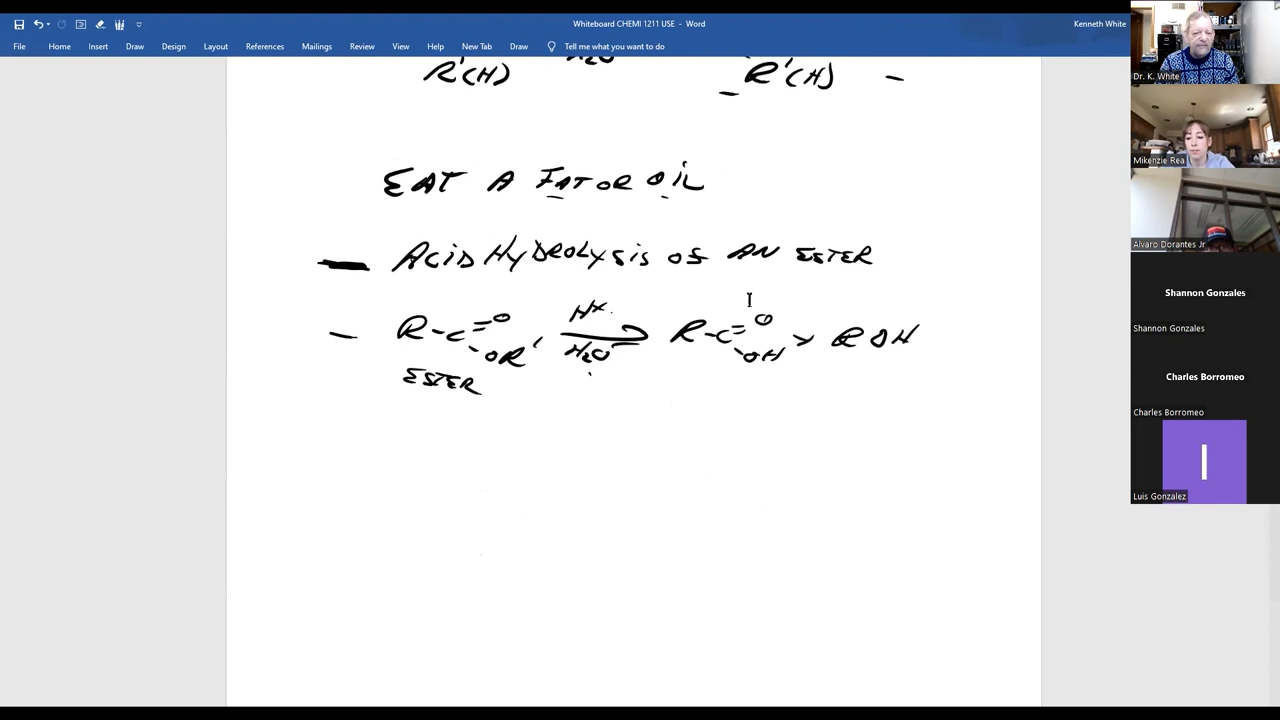 Whiteboard CHEMI 1211 USE - Word
Kenneth White
File Home Insert Draw Design Layout References Mailings Review View Help New Tab Draw Tell me what you want to do
R'(H) H2O R'(H)
EAT A FAT OR OIL
ACID HYDROLYSIS OF AN ESTER
R-C=O -OR' H+ H2O R-C=O -OH > ROH
ESTER
Dr. K. White
Mikenzie Rea
Alvaro Dorantes Jr
Shannon Gonzales
Shannon Gonzales
Charles Borromeo
Charles Borromeo
I
Luis Gonzalez